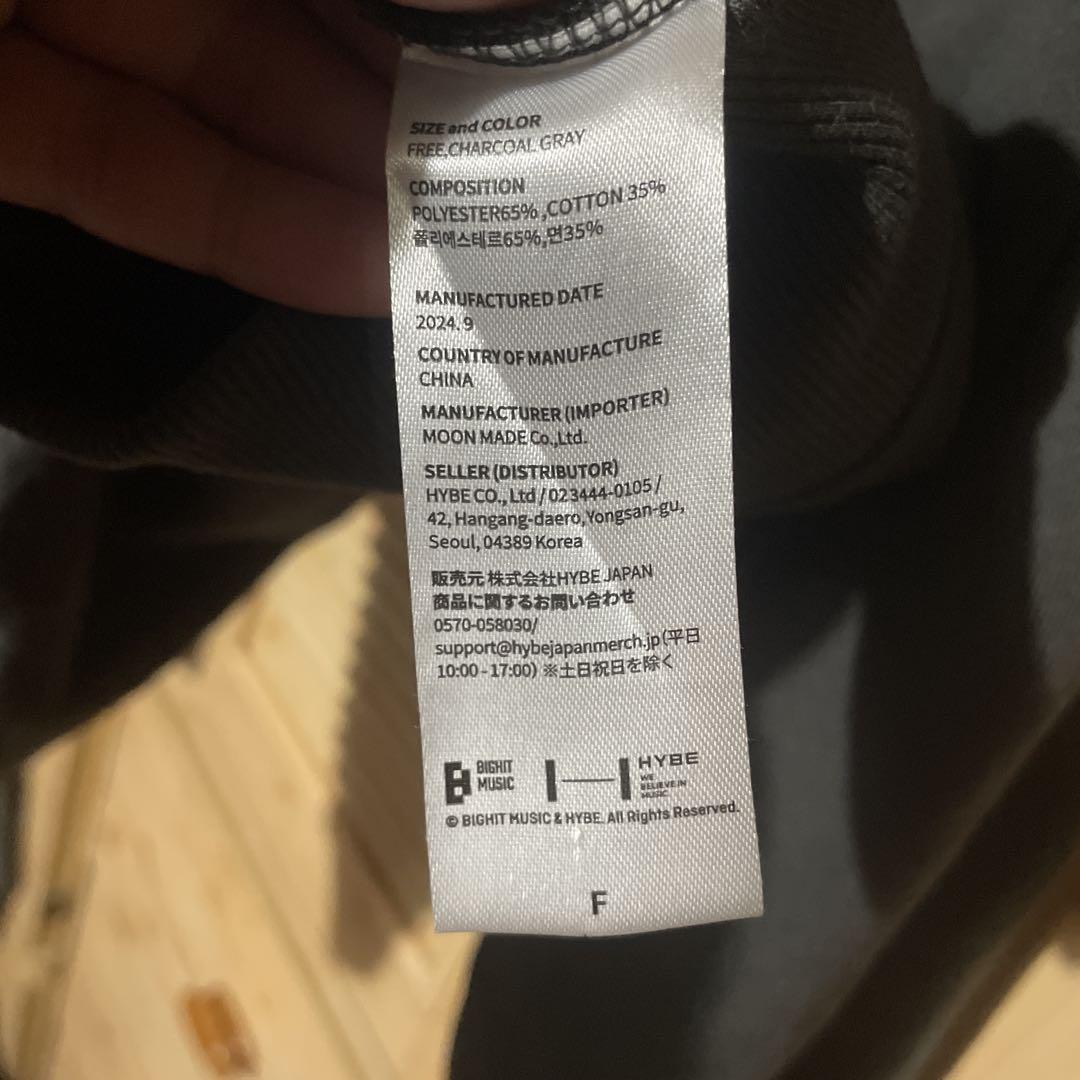 SIZE and COLOR
FREE,CHARCOAL GRAY
COMPOSITION
POLYESTER65% ,COTTON 35%
폴리에스테르65%,면35%
MANUFACTURED DATE
2024. 9
COUNTRY OF MANUFACTURE
CHINA
MANUFACTURER (IMPORTER)
MOON MADE Co.,Ltd.
SELLER (DISTRIBUTOR)
HYBE CO., Ltd / 02 3444-0105 /
42, Hangang-daero, Yongsan-gu,
Seoul, 04389 Korea
販売元 株式会社HYBE JAPAN
商品に関するお問い合わせ
0570-058030/
support@hybejapanmerch.jp (平日
10:00 - 17:00) ※土日祝日を除く
BIGHIT
MUSIC
HYBE
WE
BELIEVE IN
MUSIC
© BIGHIT MUSIC & HYBE. All Rights Reserved.
F